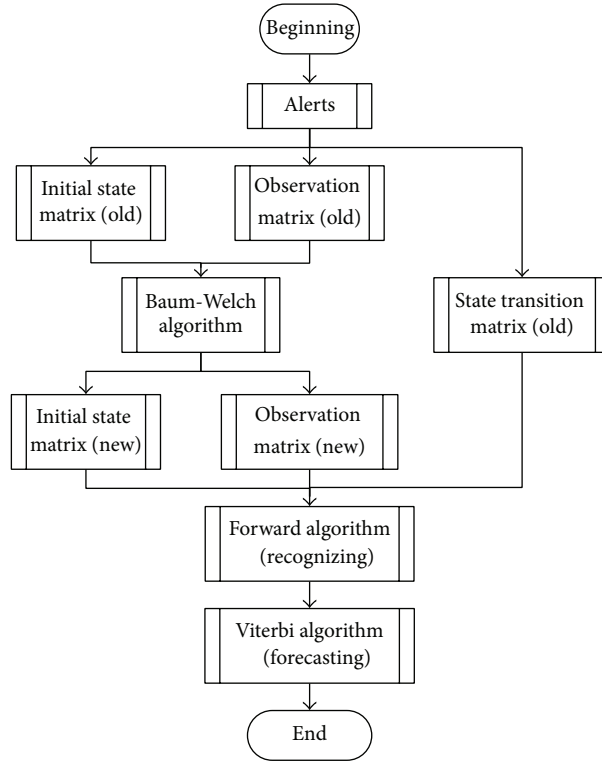 Beginning
Alerts
Initial state
matrix (old)
Observation
matrix (old)
Baum-Welch
algorithm
State transition
matrix (old)
Initial state
matrix (new)
Observation
matrix (new)
Forward algorithm
(recognizing)
Viterbi algorithm
(forecasting)
End